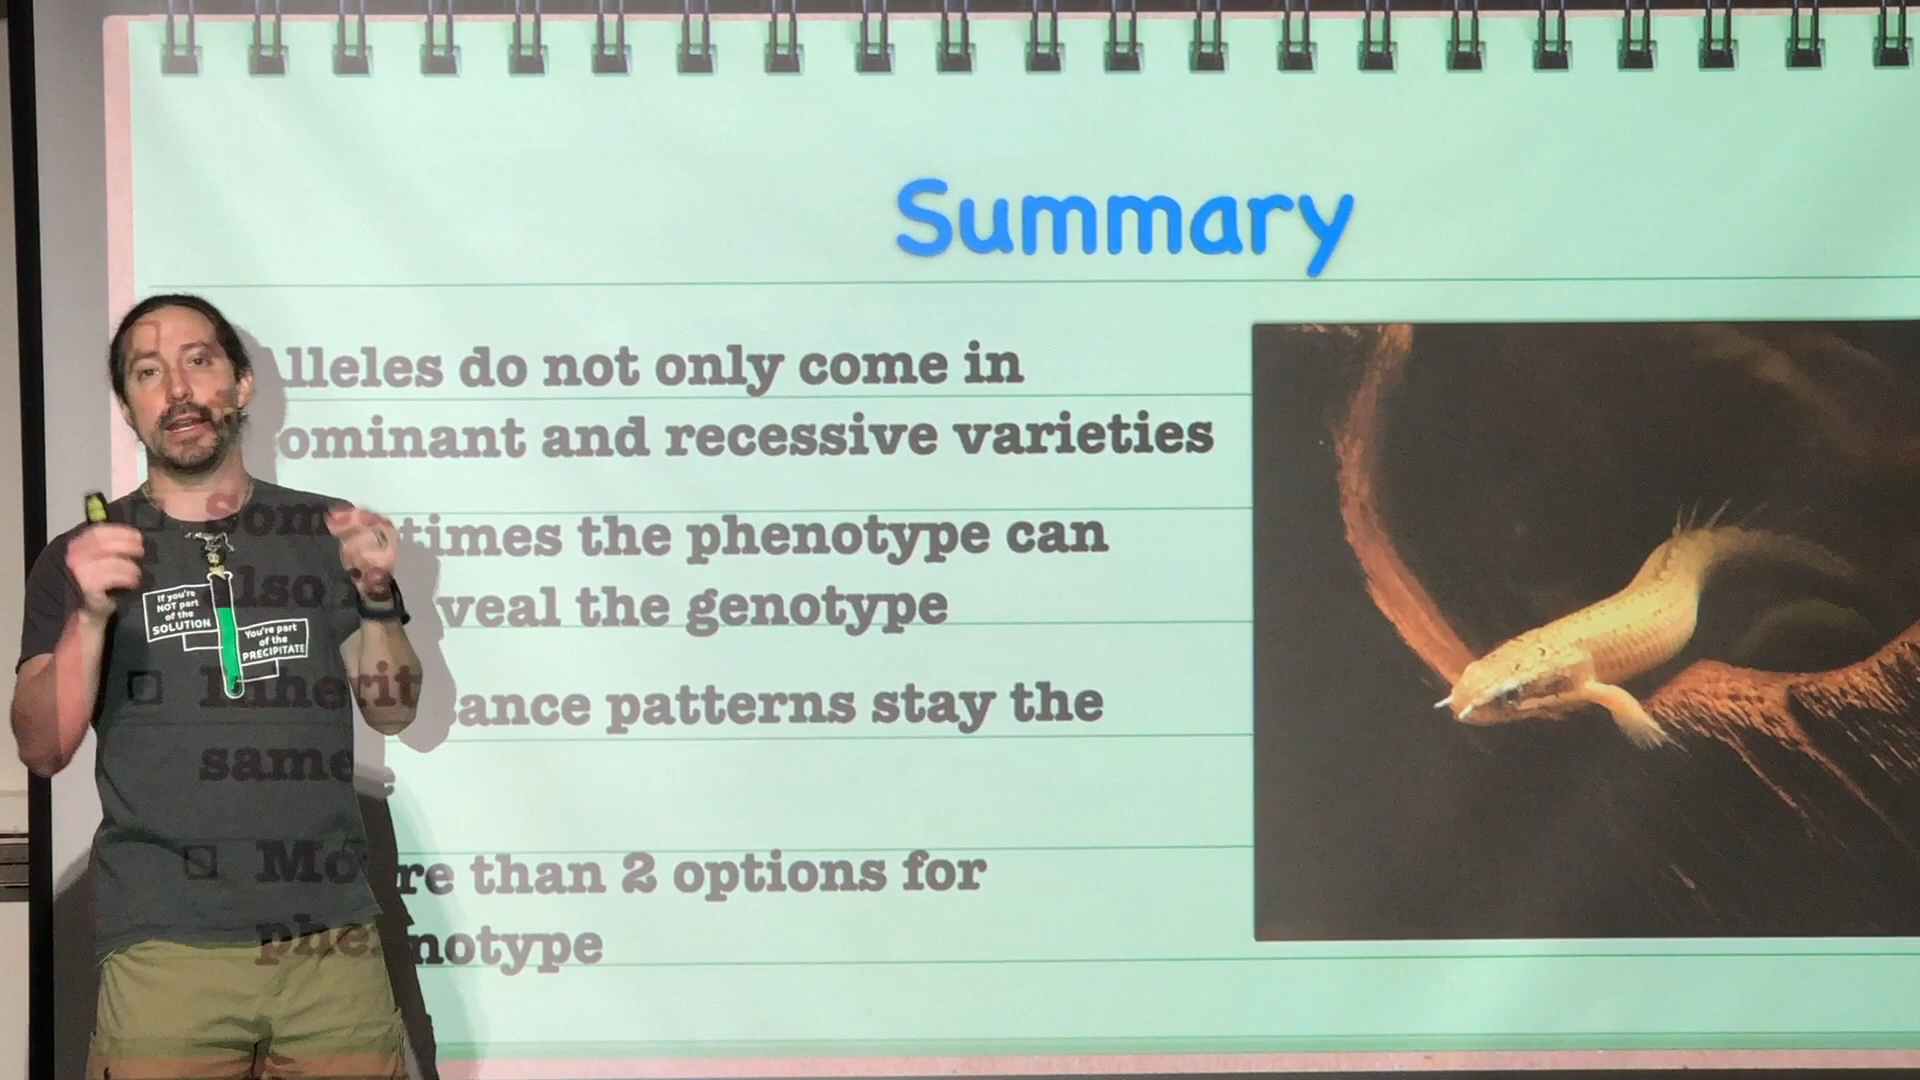 Summary
Alleles do not only come in
ominant and recessive varieties
Sometimes the phenotype can
also reveal the genotype
Inheritance patterns stay the
same
More than 2 options for
phenotype
If you're
NOT part
of the
SOLUTION
You're part
of the
PRECIPITATE